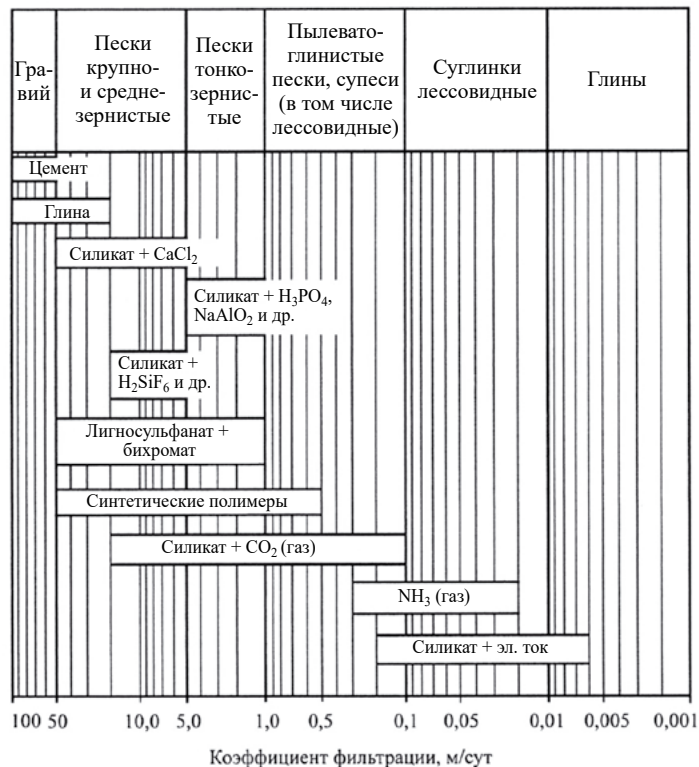 Гра-
вий
Пески
крупно-
и средне-
зернистые
Пески
тонко-
зернис-
тые
Пылевато-
глинистые
пески, супеси
(в том числе
лессовидные)
Суглинки
лессовидные
Глины
Цемент
Глина
Силикат + CaCl₂
Силикат + H₃PO₄,
NaAlO₂ и др.
Силикат +
H₂SiF₆ и др.
Лигносульфанат +
бихромат
Синтетические полимеры
Силикат + CO₂ (газ)
NH₃ (газ)
Силикат + эл. ток
100 50 10,0 5,0 1,0 0,5 0,1 0,05 0,01 0,005 0,001
Коэффициент фильтрации, м/сут